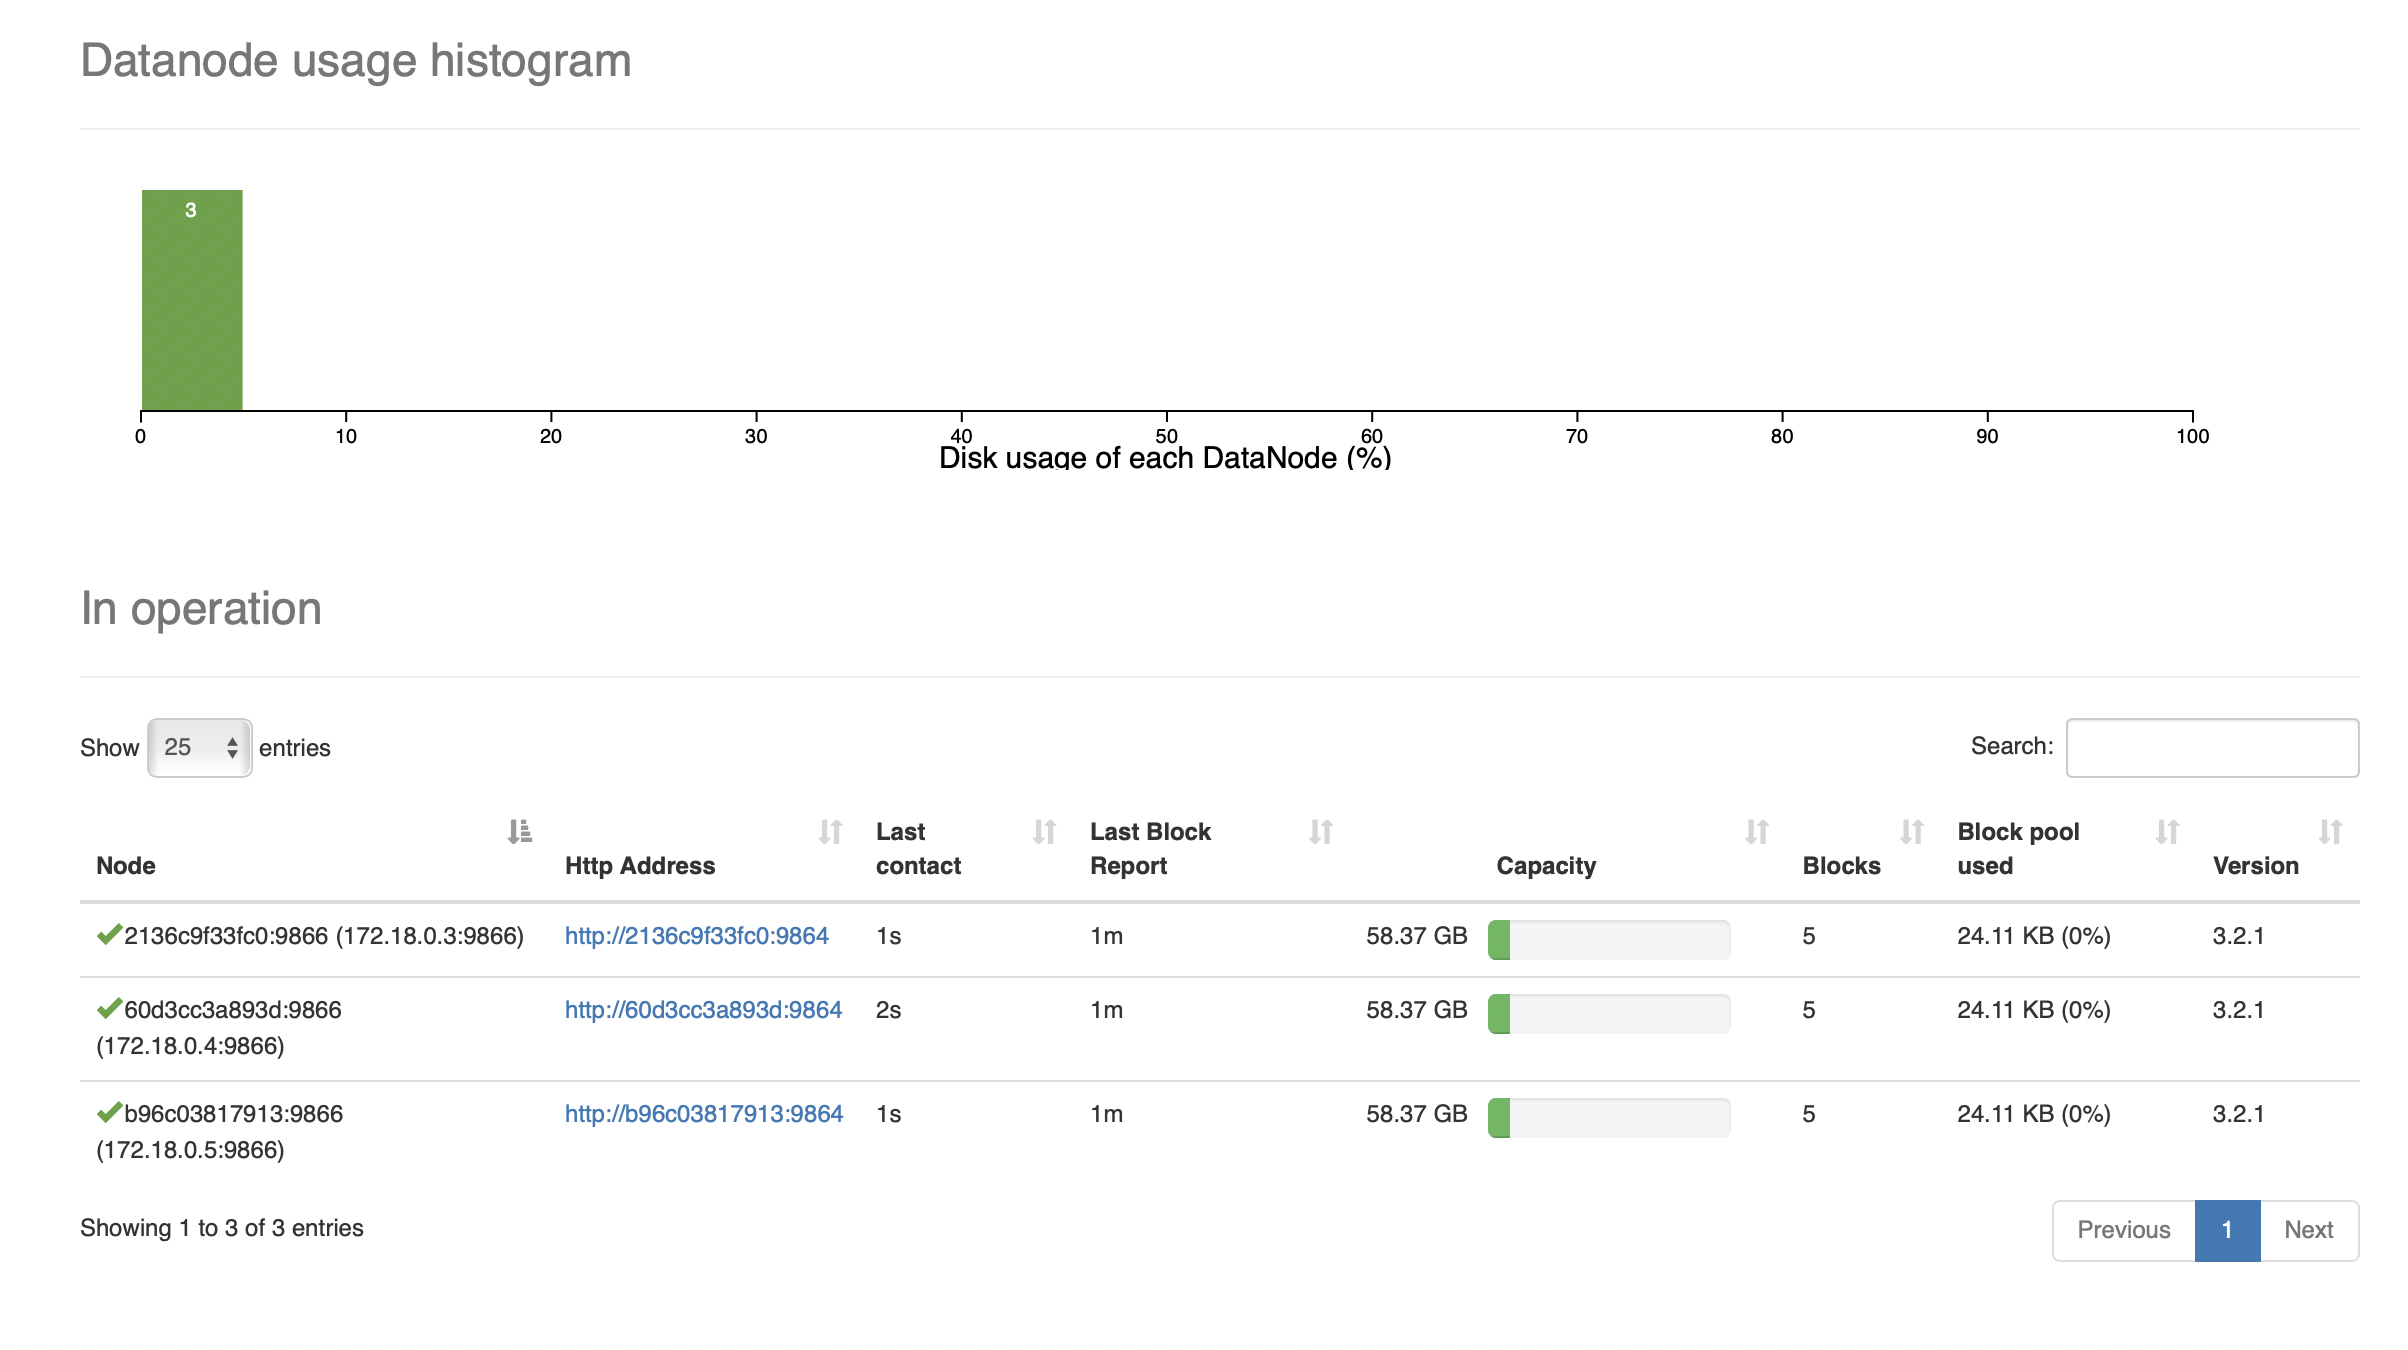 Datanode usage histogram
3
0 10 20 30 40 50 60 70 80 90 100
Disk usage of each DataNode (%)
In operation
Show 25 entries
Search:
Node Http Address Last contact Last Block Report Capacity Blocks Block pool used Version
2136c9f33fc0:9866 (172.18.0.3:9866) http://2136c9f33fc0:9864 1s 1m 58.37 GB 5 24.11 KB (0%) 3.2.1
60d3cc3a893d:9866 http://60d3cc3a893d:9864 2s 1m 58.37 GB 5 24.11 KB (0%) 3.2.1
(172.18.0.4:9866)
b96c03817913:9866 http://b96c03817913:9864 1s 1m 58.37 GB 5 24.11 KB (0%) 3.2.1
(172.18.0.5:9866)
Showing 1 to 3 of 3 entries
Previous 1 Next